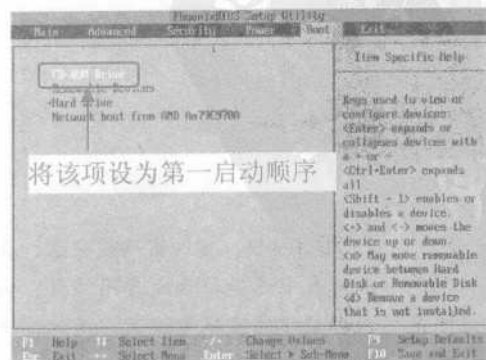 PhoenixBIOS Setup Utility
Main Advanced Security Power Boot Exit
CD-ROM Drive
Removable Devices
-Hard Drive
Network boot from AMD Am79C970A
将该项设为第一启动顺序
Item Specific Help
Keys used to view or
configure devices:
<Enter> expands or
collapses devices with
a + or -
<Ctrl+Enter> expands
all
<Shift + 1> enables or
disables a device.
<+> and <-> moves the
device up or down.
<n> May move removable
device between Hard
Disk or Removable Disk
<d> Remove a device
that is not installed.
F1 Help ↑↓ Select Item -/+ Change Values F9 Setup Defaults
Esc Exit ↔ Select Menu Enter Select ▶ Sub-Menu F10 Save and Exit